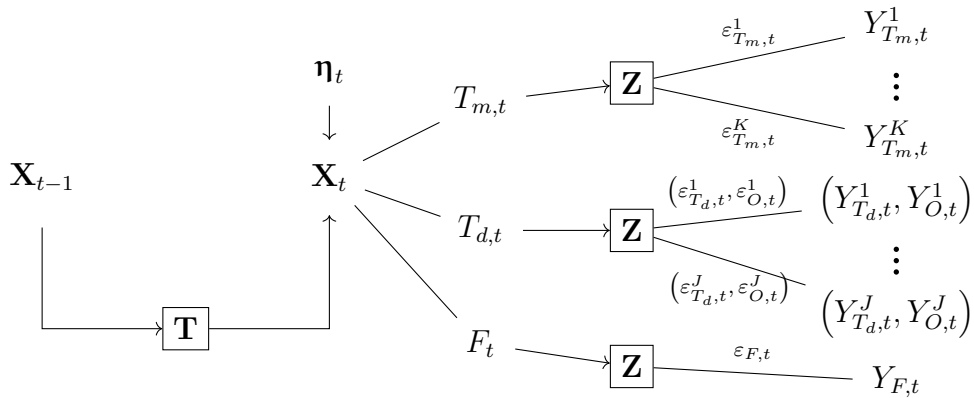 𝐗_{t−1}
𝐓
𝛈_t
𝐗_t
T_{m,t}
T_{d,t}
F_t
𝐙
𝐙
𝐙
ε^1_{T_m,t}
ε^K_{T_m,t}
(ε^1_{T_d,t}, ε^1_{O,t})
(ε^J_{T_d,t}, ε^J_{O,t})
ε_{F,t}
Y^1_{T_m,t}
⋮
Y^K_{T_m,t}
(Y^1_{T_d,t}, Y^1_{O,t})
⋮
(Y^J_{T_d,t}, Y^J_{O,t})
Y_{F,t}